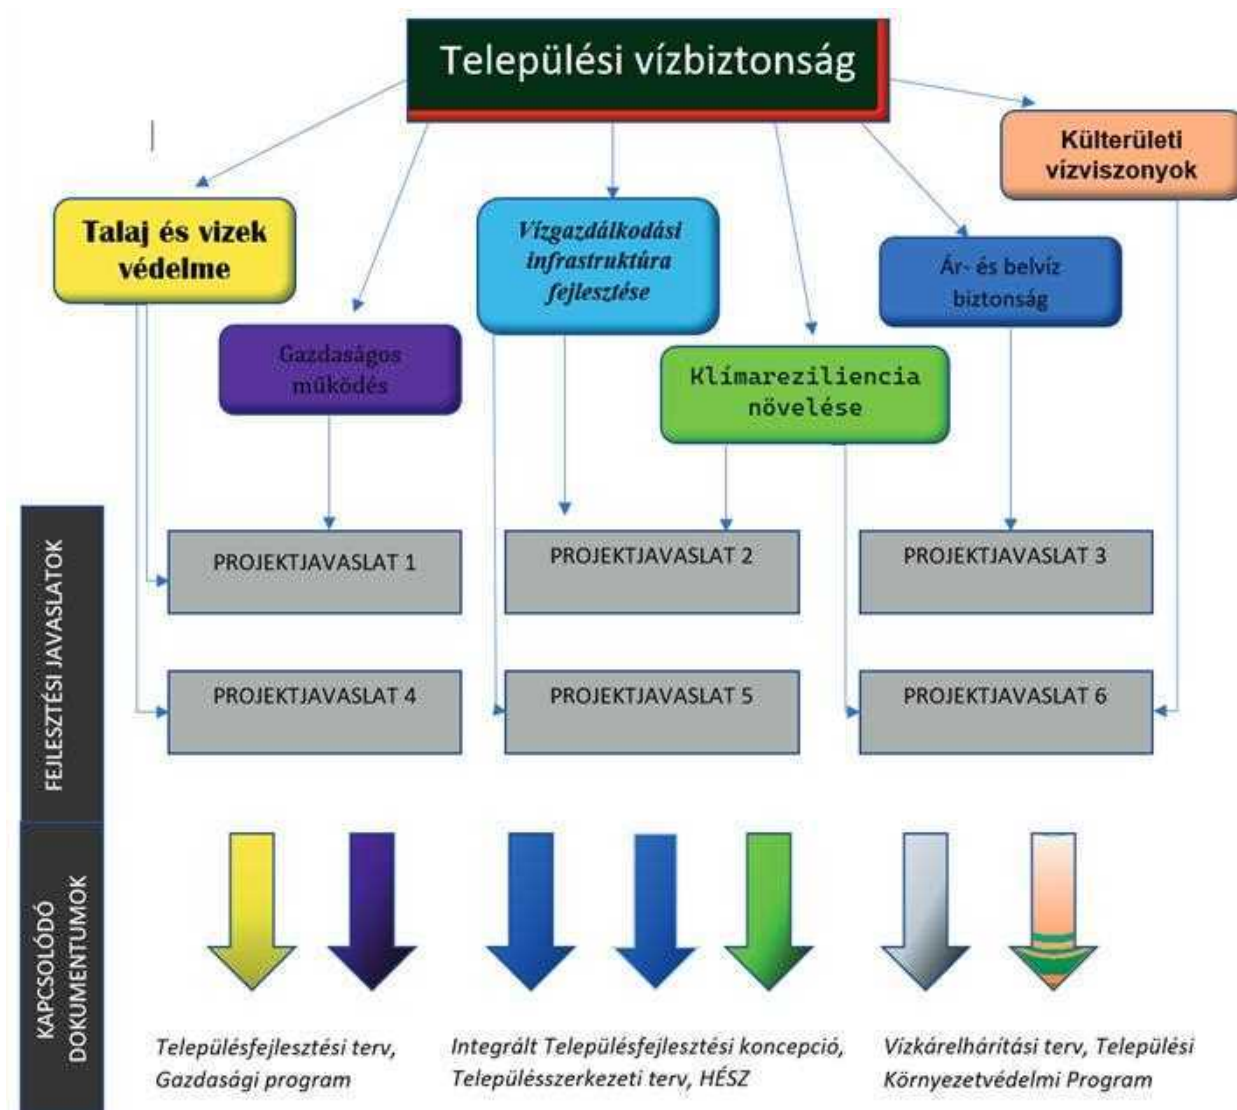 Települési vízbiztonság
Külterületi
vízviszonyok
Talaj és vizek
védelme
Vízgazdálkodási
infrastruktúra
fejlesztése
Ár- és belvíz
biztonság
Gazdaságos
működés
Klímareziliencia
növelése
FEJLESZTÉSI JAVASLATOK
PROJEKTJAVASLAT 1
PROJEKTJAVASLAT 2
PROJEKTJAVASLAT 3
PROJEKTJAVASLAT 4
PROJEKTJAVASLAT 5
PROJEKTJAVASLAT 6
KAPCSOLÓDÓ
DOKUMENTUMOK
Településfejlesztési terv,
Gazdasági program
Integrált Településfejlesztési koncepció,
Településszerkezeti terv, HÉSZ
Vízkárelhárítási terv, Települési
Környezetvédelmi Program